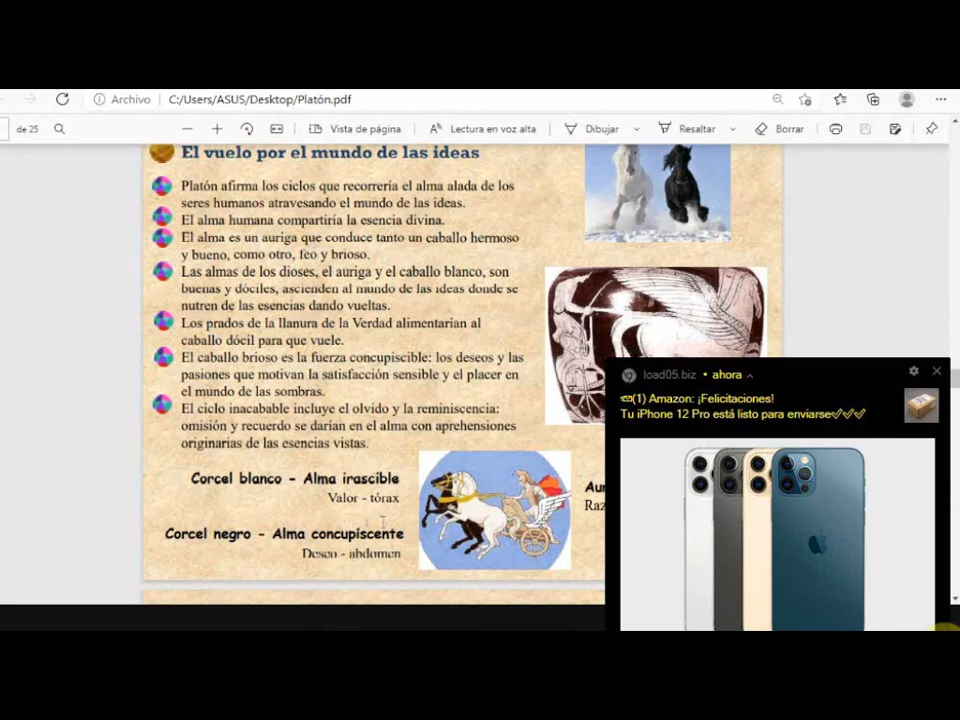 Archivo C:/Users/ASUS/Desktop/Platón.pdf
de 25 Vista de página Lectura en voz alta Dibujar Resaltar Borrar
El vuelo por el mundo de las ideas
Platón afirma los ciclos que recorrería el alma alada de los
seres humanos atravesando el mundo de las ideas.
El alma humana compartiría la esencia divina.
El alma es un auriga que conduce tanto un caballo hermoso
y bueno, como otro, feo y brioso.
Las almas de los dioses, el auriga y el caballo blanco, son
buenas y dóciles, ascienden al mundo de las ideas donde se
nutren de las esencias dando vueltas.
Los prados de la llanura de la Verdad alimentarían al
caballo dócil para que vuele.
El caballo brioso es la fuerza concupiscible: los deseos y las
pasiones que motivan la satisfacción sensible y el placer en
el mundo de las sombras.
El ciclo inacabable incluye el olvido y la reminiscencia:
omisión y recuerdo se darían en el alma con aprehensiones
originarias de las esencias vistas.
Corcel blanco - Alma irascible
Valor - tórax
Corcel negro - Alma concupiscente
Deseo - abdomen
load05.biz • ahora
(1) Amazon: ¡Felicitaciones!
Tu iPhone 12 Pro está listo para enviarse